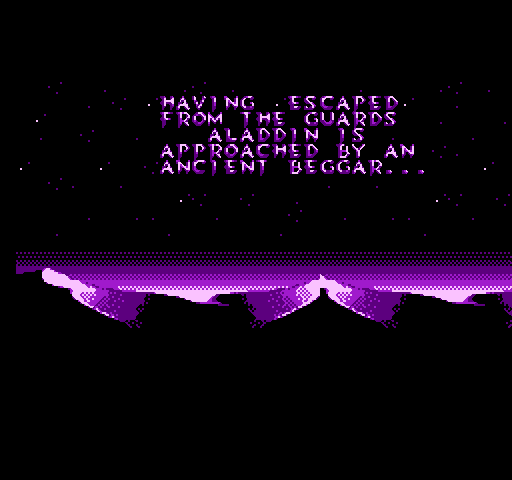 HAVING ESCAPED
FROM THE GUARDS
ALADDIN IS
APPROACHED BY AN
ANCIENT BEGGAR...